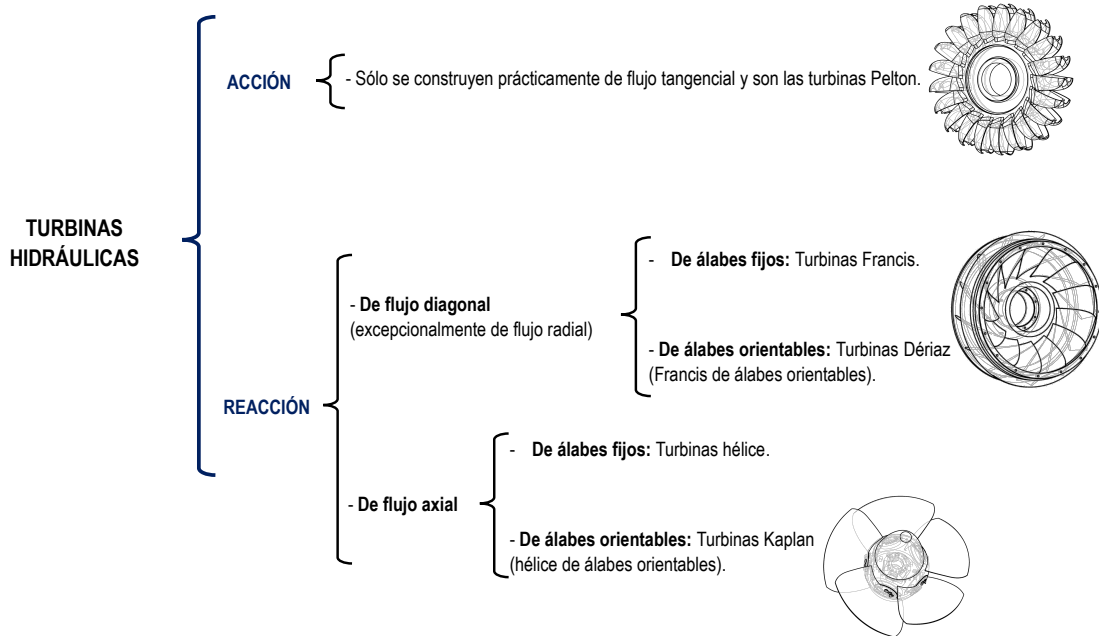 TURBINAS
HIDRÁULICAS
ACCIÓN
- Sólo se construyen prácticamente de flujo tangencial y son las turbinas Pelton.
REACCIÓN
- De flujo diagonal
(excepcionalmente de flujo radial)
- De álabes fijos: Turbinas Francis.
- De álabes orientables: Turbinas Dériaz
(Francis de álabes orientables).
- De flujo axial
- De álabes fijos: Turbinas hélice.
- De álabes orientables: Turbinas Kaplan
(hélice de álabes orientables).